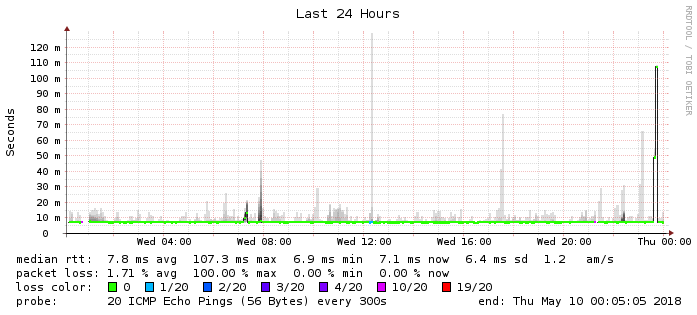 Last 24 Hours
RRDTOOL / TOBI OETIKER
Seconds
120 m
110 m
100 m
90 m
80 m
70 m
60 m
50 m
40 m
30 m
20 m
10 m
0
Wed 04:00 Wed 08:00 Wed 12:00 Wed 16:00 Wed 20:00 Thu 00:00
median rtt: 7.8 ms avg 107.3 ms max 6.9 ms min 7.1 ms now 6.4 ms sd 1.2 am/s
packet loss: 1.71 % avg 100.00 % max 0.00 % min 0.00 % now
loss color: 0 1/20 2/20 3/20 4/20 10/20 19/20
probe: 20 ICMP Echo Pings (56 Bytes) every 300s end: Thu May 10 00:05:05 2018